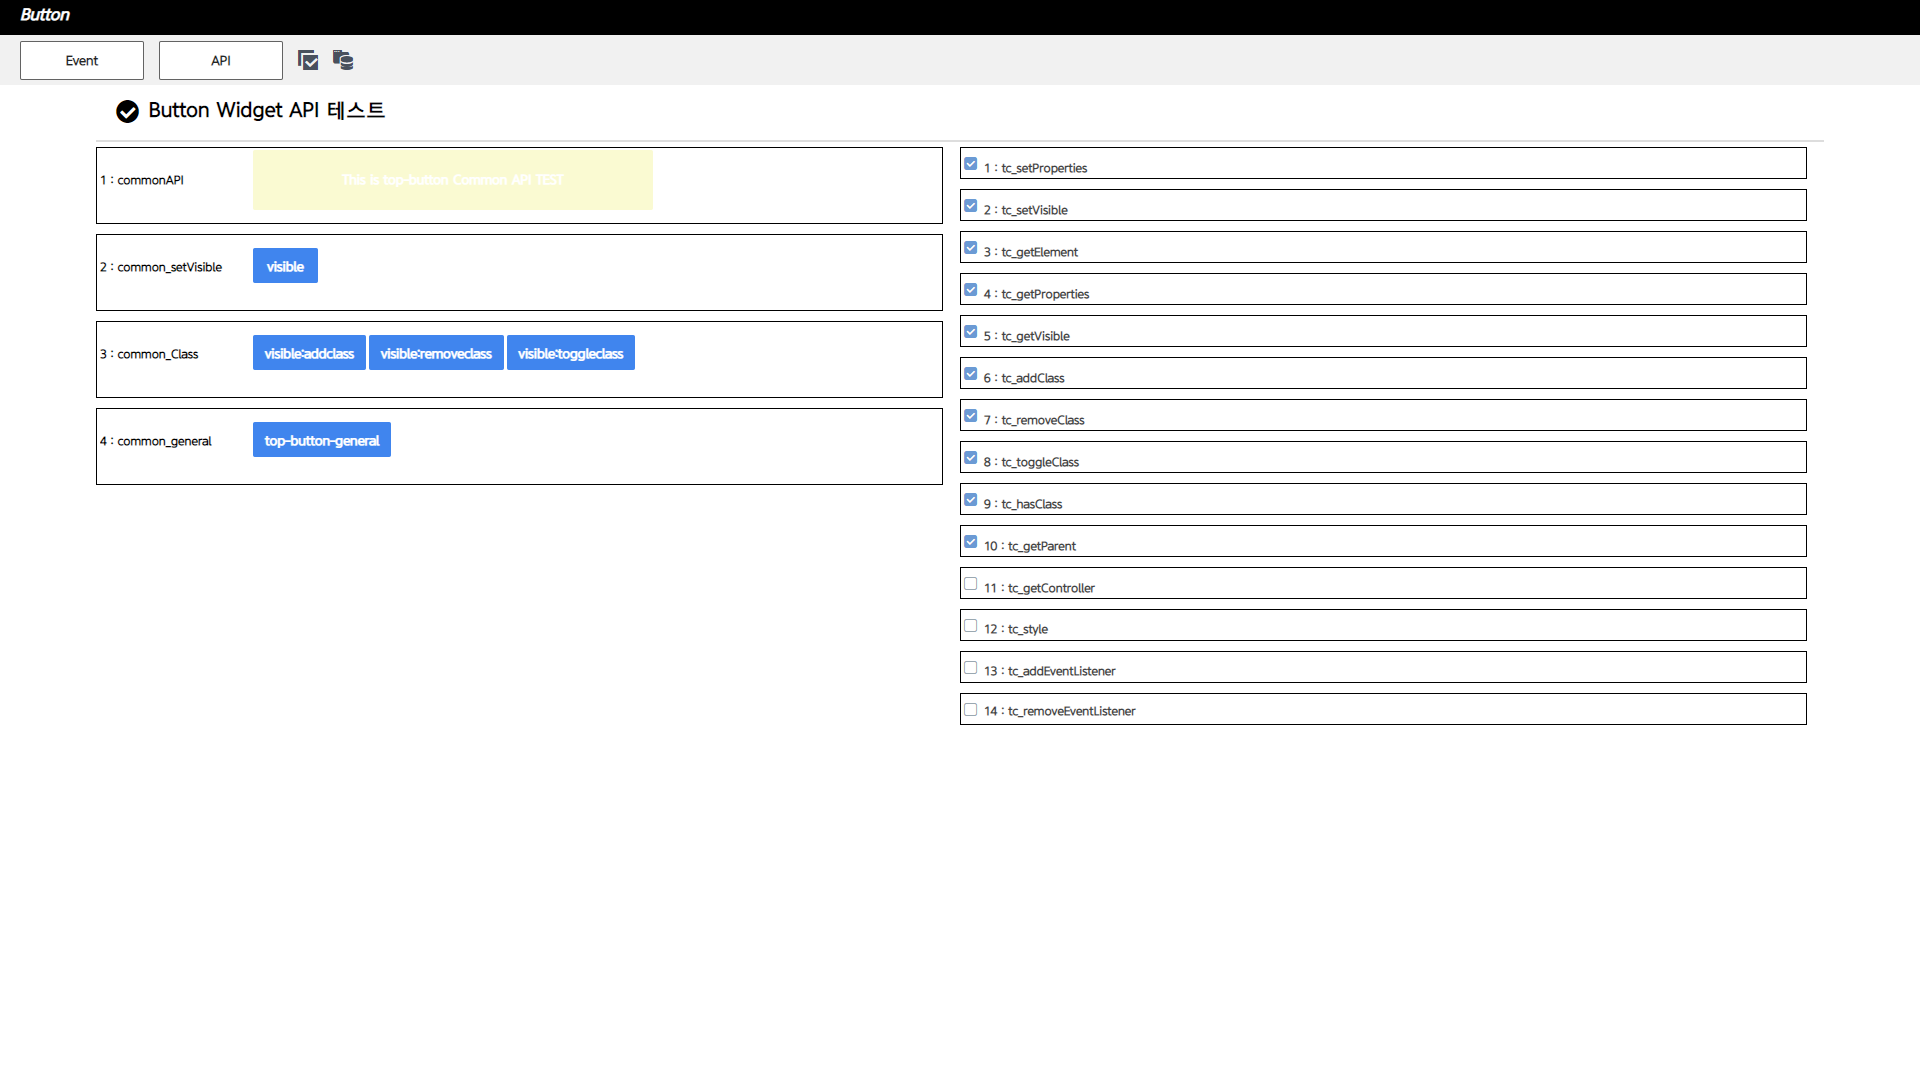 Button
Event
API
Button Widget API 테스트
1 : commonAPI
This is top-button Common API TEST
2 : common_setVisible
visible
3 : common_Class
visible:addclass
visible:removeclass
visible:toggleclass
4 : common_general
top-button-general
1 : tc_setProperties
2 : tc_setVisible
3 : tc_getElement
4 : tc_getProperties
5 : tc_getVisible
6 : tc_addClass
7 : tc_removeClass
8 : tc_toggleClass
9 : tc_hasClass
10 : tc_getParent
11 : tc_getController
12 : tc_style
13 : tc_addEventListener
14 : tc_removeEventListener